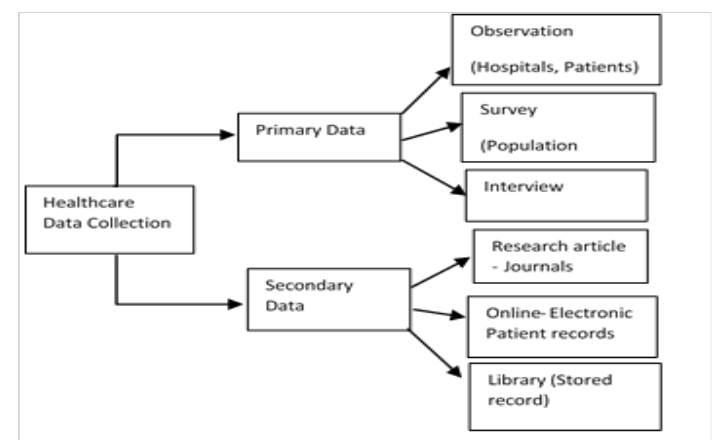 Observation
(Hospitals, Patients)
Survey
(Population
Primary Data
Interview
Healthcare
Data Collection
Research article
- Journals
Secondary
Data
Online- Electronic
Patient records
Library (Stored
record)